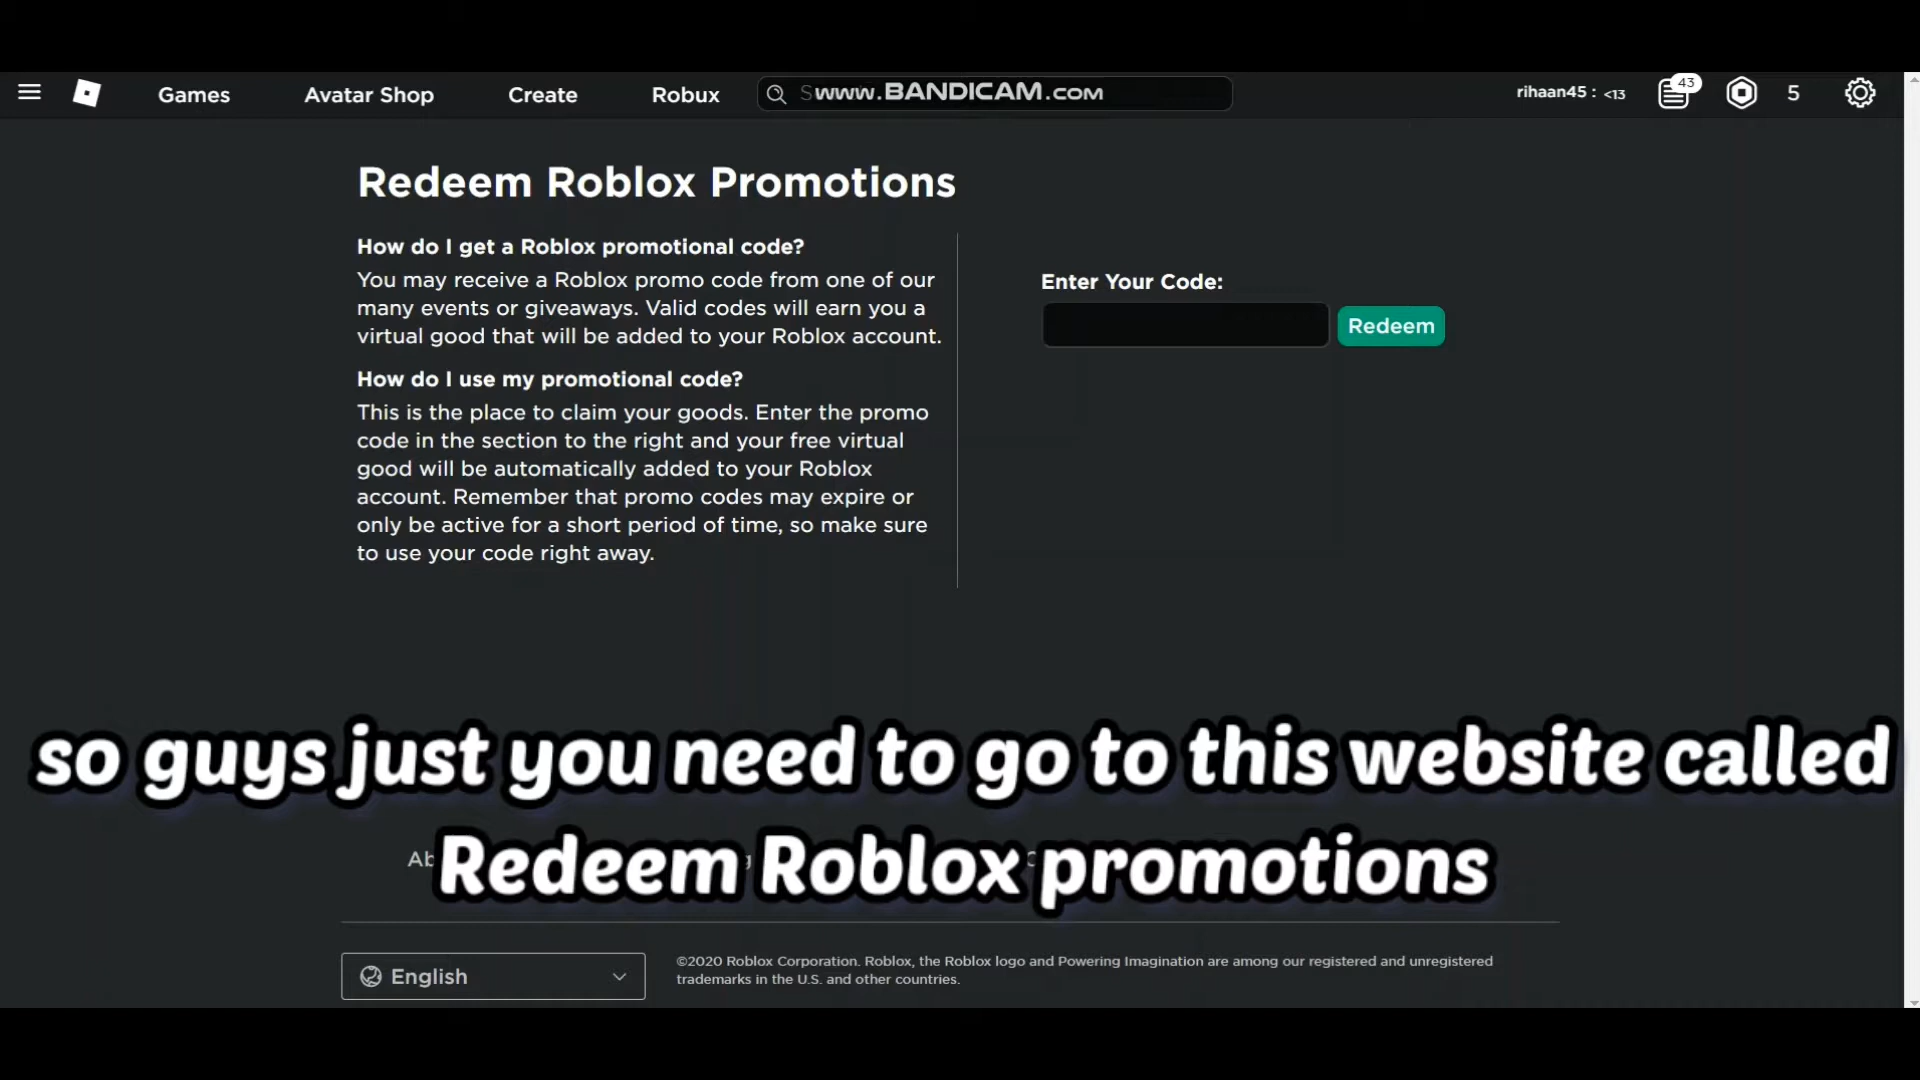 Games
Avatar Shop
Create
Robux
www.BANDICAM.com
rihaan45 : <13
43
5
Redeem Roblox Promotions
How do I get a Roblox promotional code?
You may receive a Roblox promo code from one of our
many events or giveaways. Valid codes will earn you a
virtual good that will be added to your Roblox account.
How do I use my promotional code?
This is the place to claim your goods. Enter the promo
code in the section to the right and your free virtual
good will be automatically added to your Roblox
account. Remember that promo codes may expire or
only be active for a short period of time, so make sure
to use your code right away.
Enter Your Code:
Redeem
so guys just you need to go to this website called
Redeem Roblox promotions
English
©2020 Roblox Corporation. Roblox, the Roblox logo and Powering Imagination are among our registered and unregistered
trademarks in the U.S. and other countries.